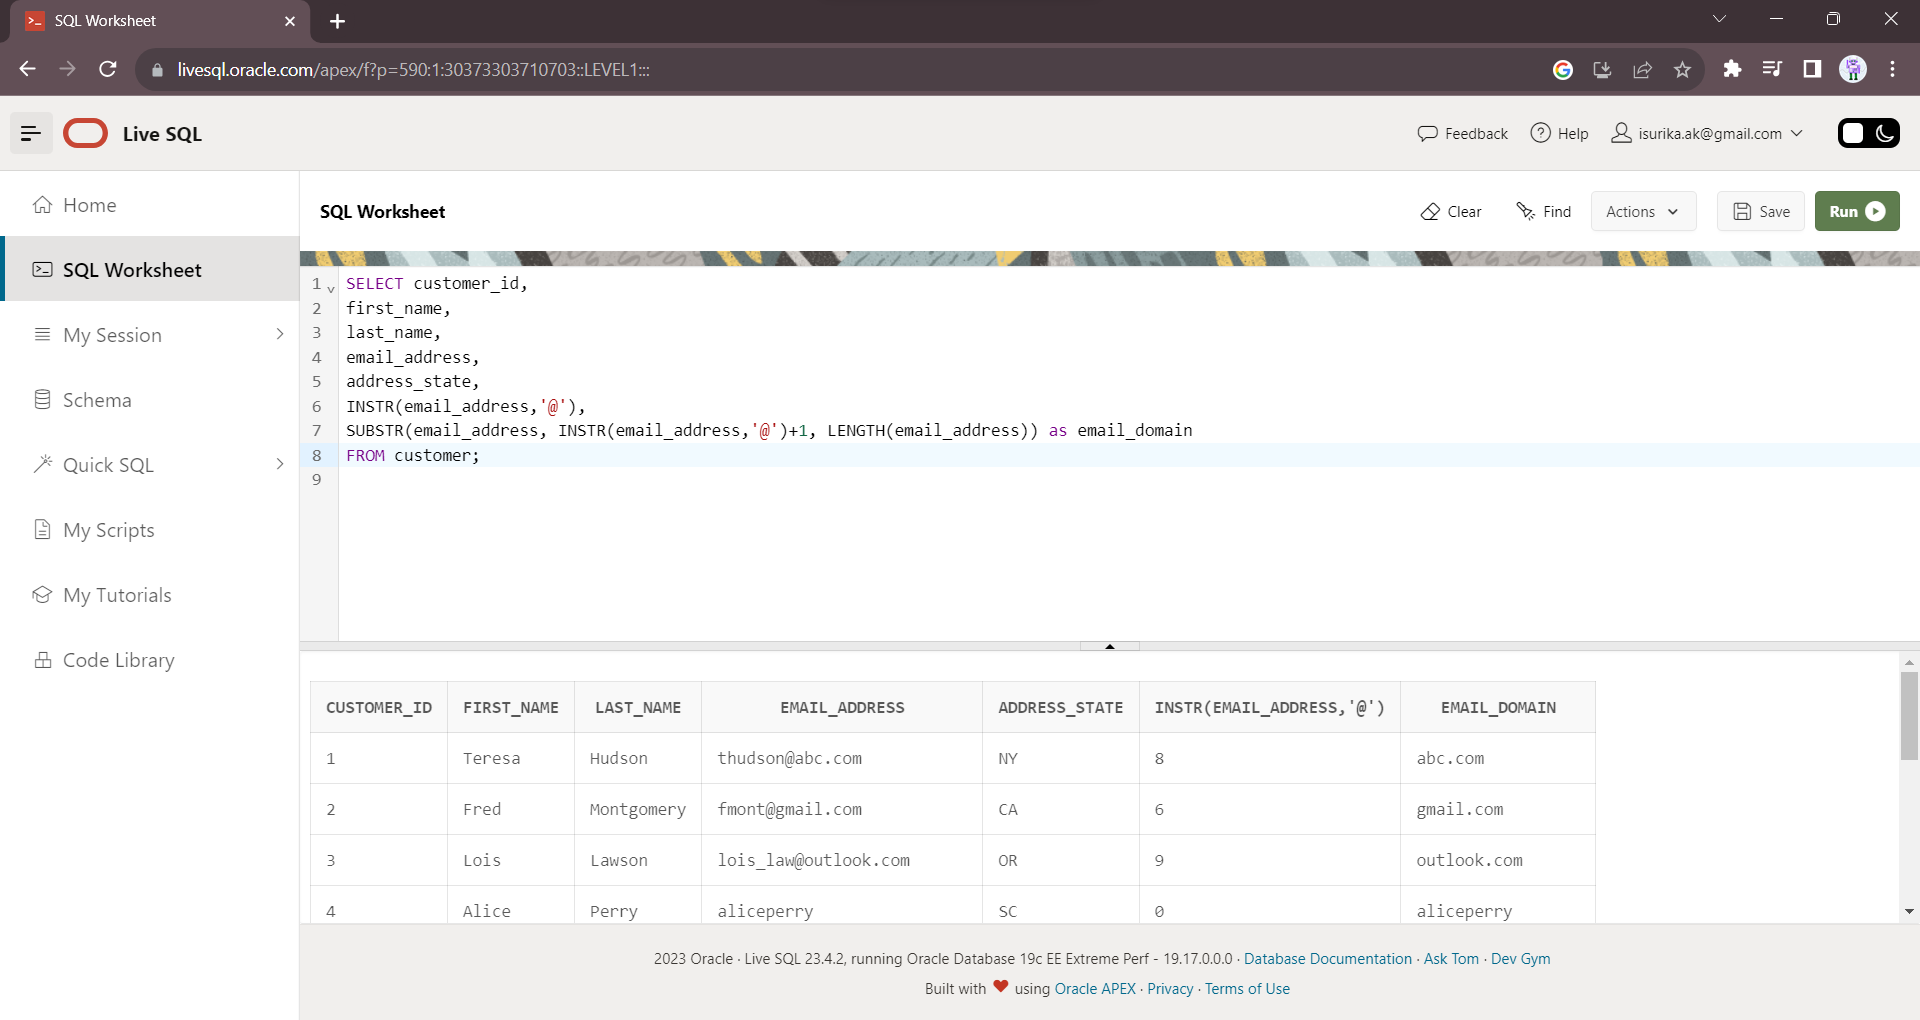 SQL Worksheet
livesql.oracle.com/apex/f?p=590:1:30373303710703::LEVEL1:::
Live SQL
Feedback
Help
isurika.ak@gmail.com
Home
SQL Worksheet
My Session
Schema
Quick SQL
My Scripts
My Tutorials
Code Library
SQL Worksheet
Clear
Find
Actions
Save
Run
1 SELECT customer_id,
2 first_name,
3 last_name,
4 email_address,
5 address_state,
6 INSTR(email_address,'@'),
7 SUBSTR(email_address, INSTR(email_address,'@')+1, LENGTH(email_address)) as email_domain
8 FROM customer;
9
CUSTOMER_ID FIRST_NAME LAST_NAME EMAIL_ADDRESS ADDRESS_STATE INSTR(EMAIL_ADDRESS,'@') EMAIL_DOMAIN
1 Teresa Hudson thudson@abc.com NY 8 abc.com
2 Fred Montgomery fmont@gmail.com CA 6 gmail.com
3 Lois Lawson lois_law@outlook.com OR 9 outlook.com
4 Alice Perry aliceperry SC 0 aliceperry
2023 Oracle · Live SQL 23.4.2, running Oracle Database 19c EE Extreme Perf - 19.17.0.0.0 · Database Documentation · Ask Tom · Dev Gym
Built with ❤ using Oracle APEX · Privacy · Terms of Use